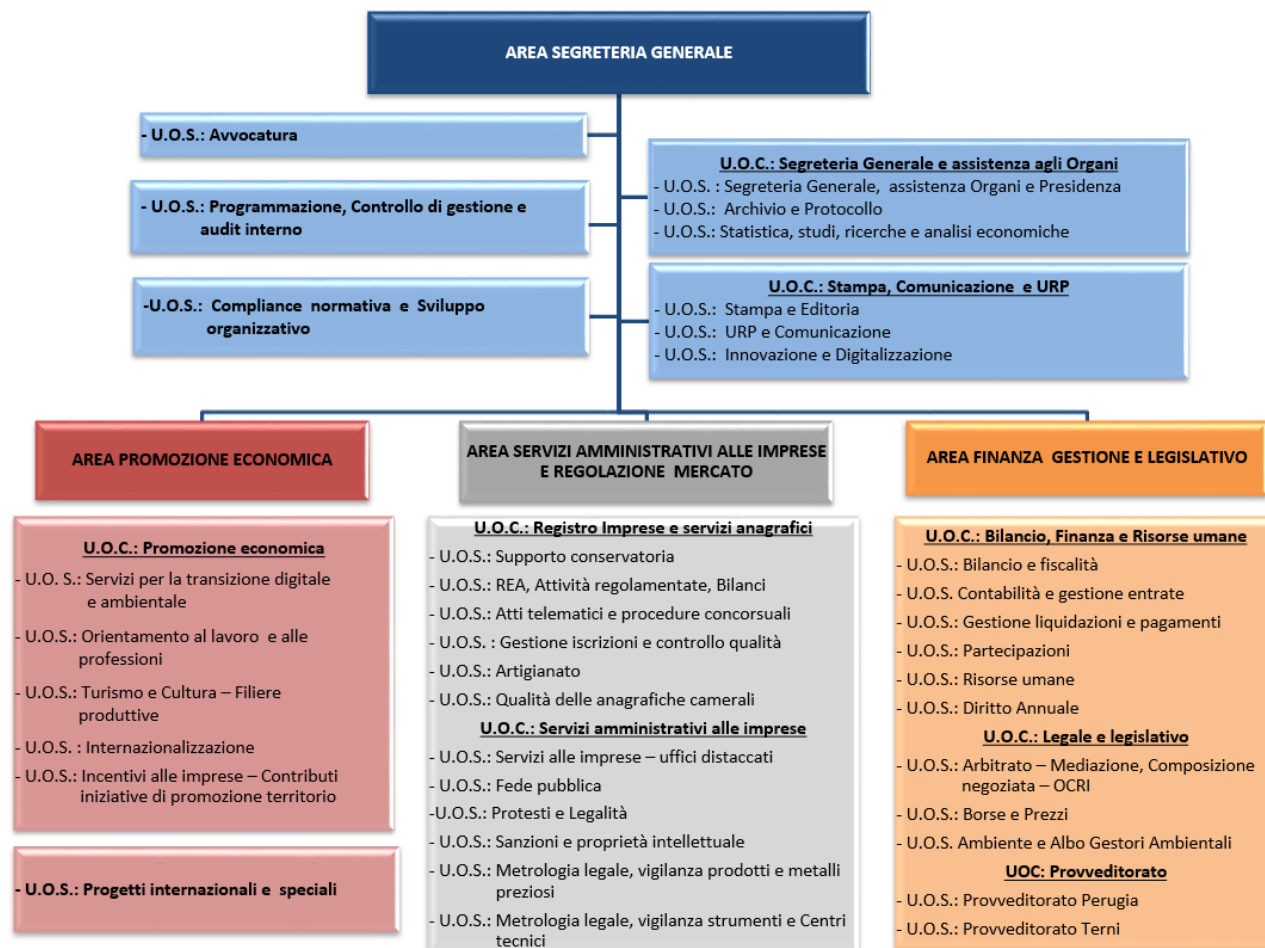 AREA SEGRETERIA GENERALE
- U.O.S.: Avvocatura
- U.O.S.: Programmazione, Controllo di gestione e
audit interno
-U.O.S.: Compliance normativa e Sviluppo
organizzativo
U.O.C.: Segreteria Generale e assistenza agli Organi
- U.O.S. : Segreteria Generale, assistenza Organi e Presidenza
- U.O.S.: Archivio e Protocollo
- U.O.S.: Statistica, studi, ricerche e analisi economiche
U.O.C.: Stampa, Comunicazione e URP
- U.O.S.: Stampa e Editoria
- U.O.S.: URP e Comunicazione
- U.O.S.: Innovazione e Digitalizzazione
AREA PROMOZIONE ECONOMICA
U.O.C.: Promozione economica
- U.O. S.: Servizi per la transizione digitale
e ambientale
- U.O.S.: Orientamento al lavoro e alle
professioni
- U.O.S.: Turismo e Cultura – Filiere
produttive
- U.O.S. : Internazionalizzazione
- U.O.S.: Incentivi alle imprese – Contributi
iniziative di promozione territorio
- U.O.S.: Progetti internazionali e speciali
AREA SERVIZI AMMINISTRATIVI ALLE IMPRESE
E REGOLAZIONE MERCATO
U.O.C.: Registro Imprese e servizi anagrafici
- U.O.S.: Supporto conservatoria
- U.O.S.: REA, Attività regolamentate, Bilanci
- U.O.S.: Atti telematici e procedure concorsuali
- U.O.S. : Gestione iscrizioni e controllo qualità
- U.O.S.: Artigianato
- U.O.S.: Qualità delle anagrafiche camerali
U.O.C.: Servizi amministrativi alle imprese
- U.O.S.: Servizi alle imprese – uffici distaccati
- U.O.S.: Fede pubblica
-U.O.S.: Protesti e Legalità
- U.O.S.: Sanzioni e proprietà intellettuale
- U.O.S.: Metrologia legale, vigilanza prodotti e metalli
preziosi
- U.O.S.: Metrologia legale, vigilanza strumenti e Centri
tecnici
AREA FINANZA GESTIONE E LEGISLATIVO
U.O.C.: Bilancio, Finanza e Risorse umane
- U.O.S.: Bilancio e fiscalità
- U.O.S. Contabilità e gestione entrate
- U.O.S.: Gestione liquidazioni e pagamenti
- U.O.S.: Partecipazioni
- U.O.S.: Risorse umane
- U.O.S.: Diritto Annuale
U.O.C.: Legale e legislativo
- U.O.S.: Arbitrato – Mediazione, Composizione
negoziata – OCRI
- U.O.S.: Borse e Prezzi
- U.O.S. Ambiente e Albo Gestori Ambientali
UOC: Provveditorato
- U.O.S.: Provveditorato Perugia
- U.O.S.: Provveditorato Terni